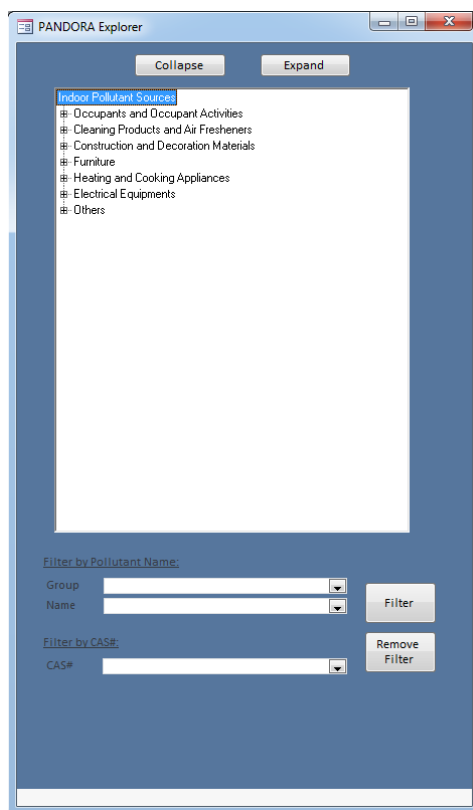 PANDORA Explorer
Collapse Expand
Indoor Pollutant Sources
Occupants and Occupant Activities
Cleaning Products and Air Fresheners
Construction and Decoration Materials
Furniture
Heating and Cooking Appliances
Electrical Equipments
Others
Filter by Pollutant Name:
Group
Name
Filter
Filter by CAS#:
CAS#
Remove
Filter